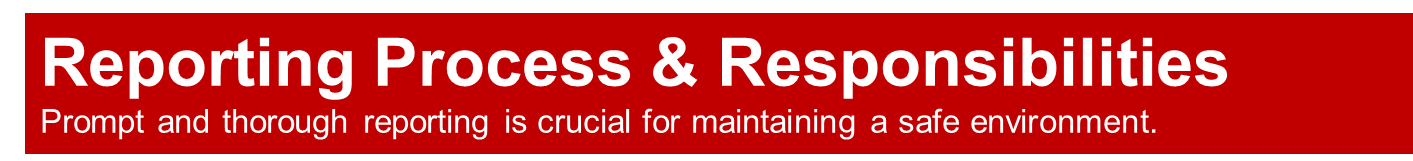 Reporting Process & Responsibilities
Prompt and thorough reporting is crucial for maintaining a safe environment.